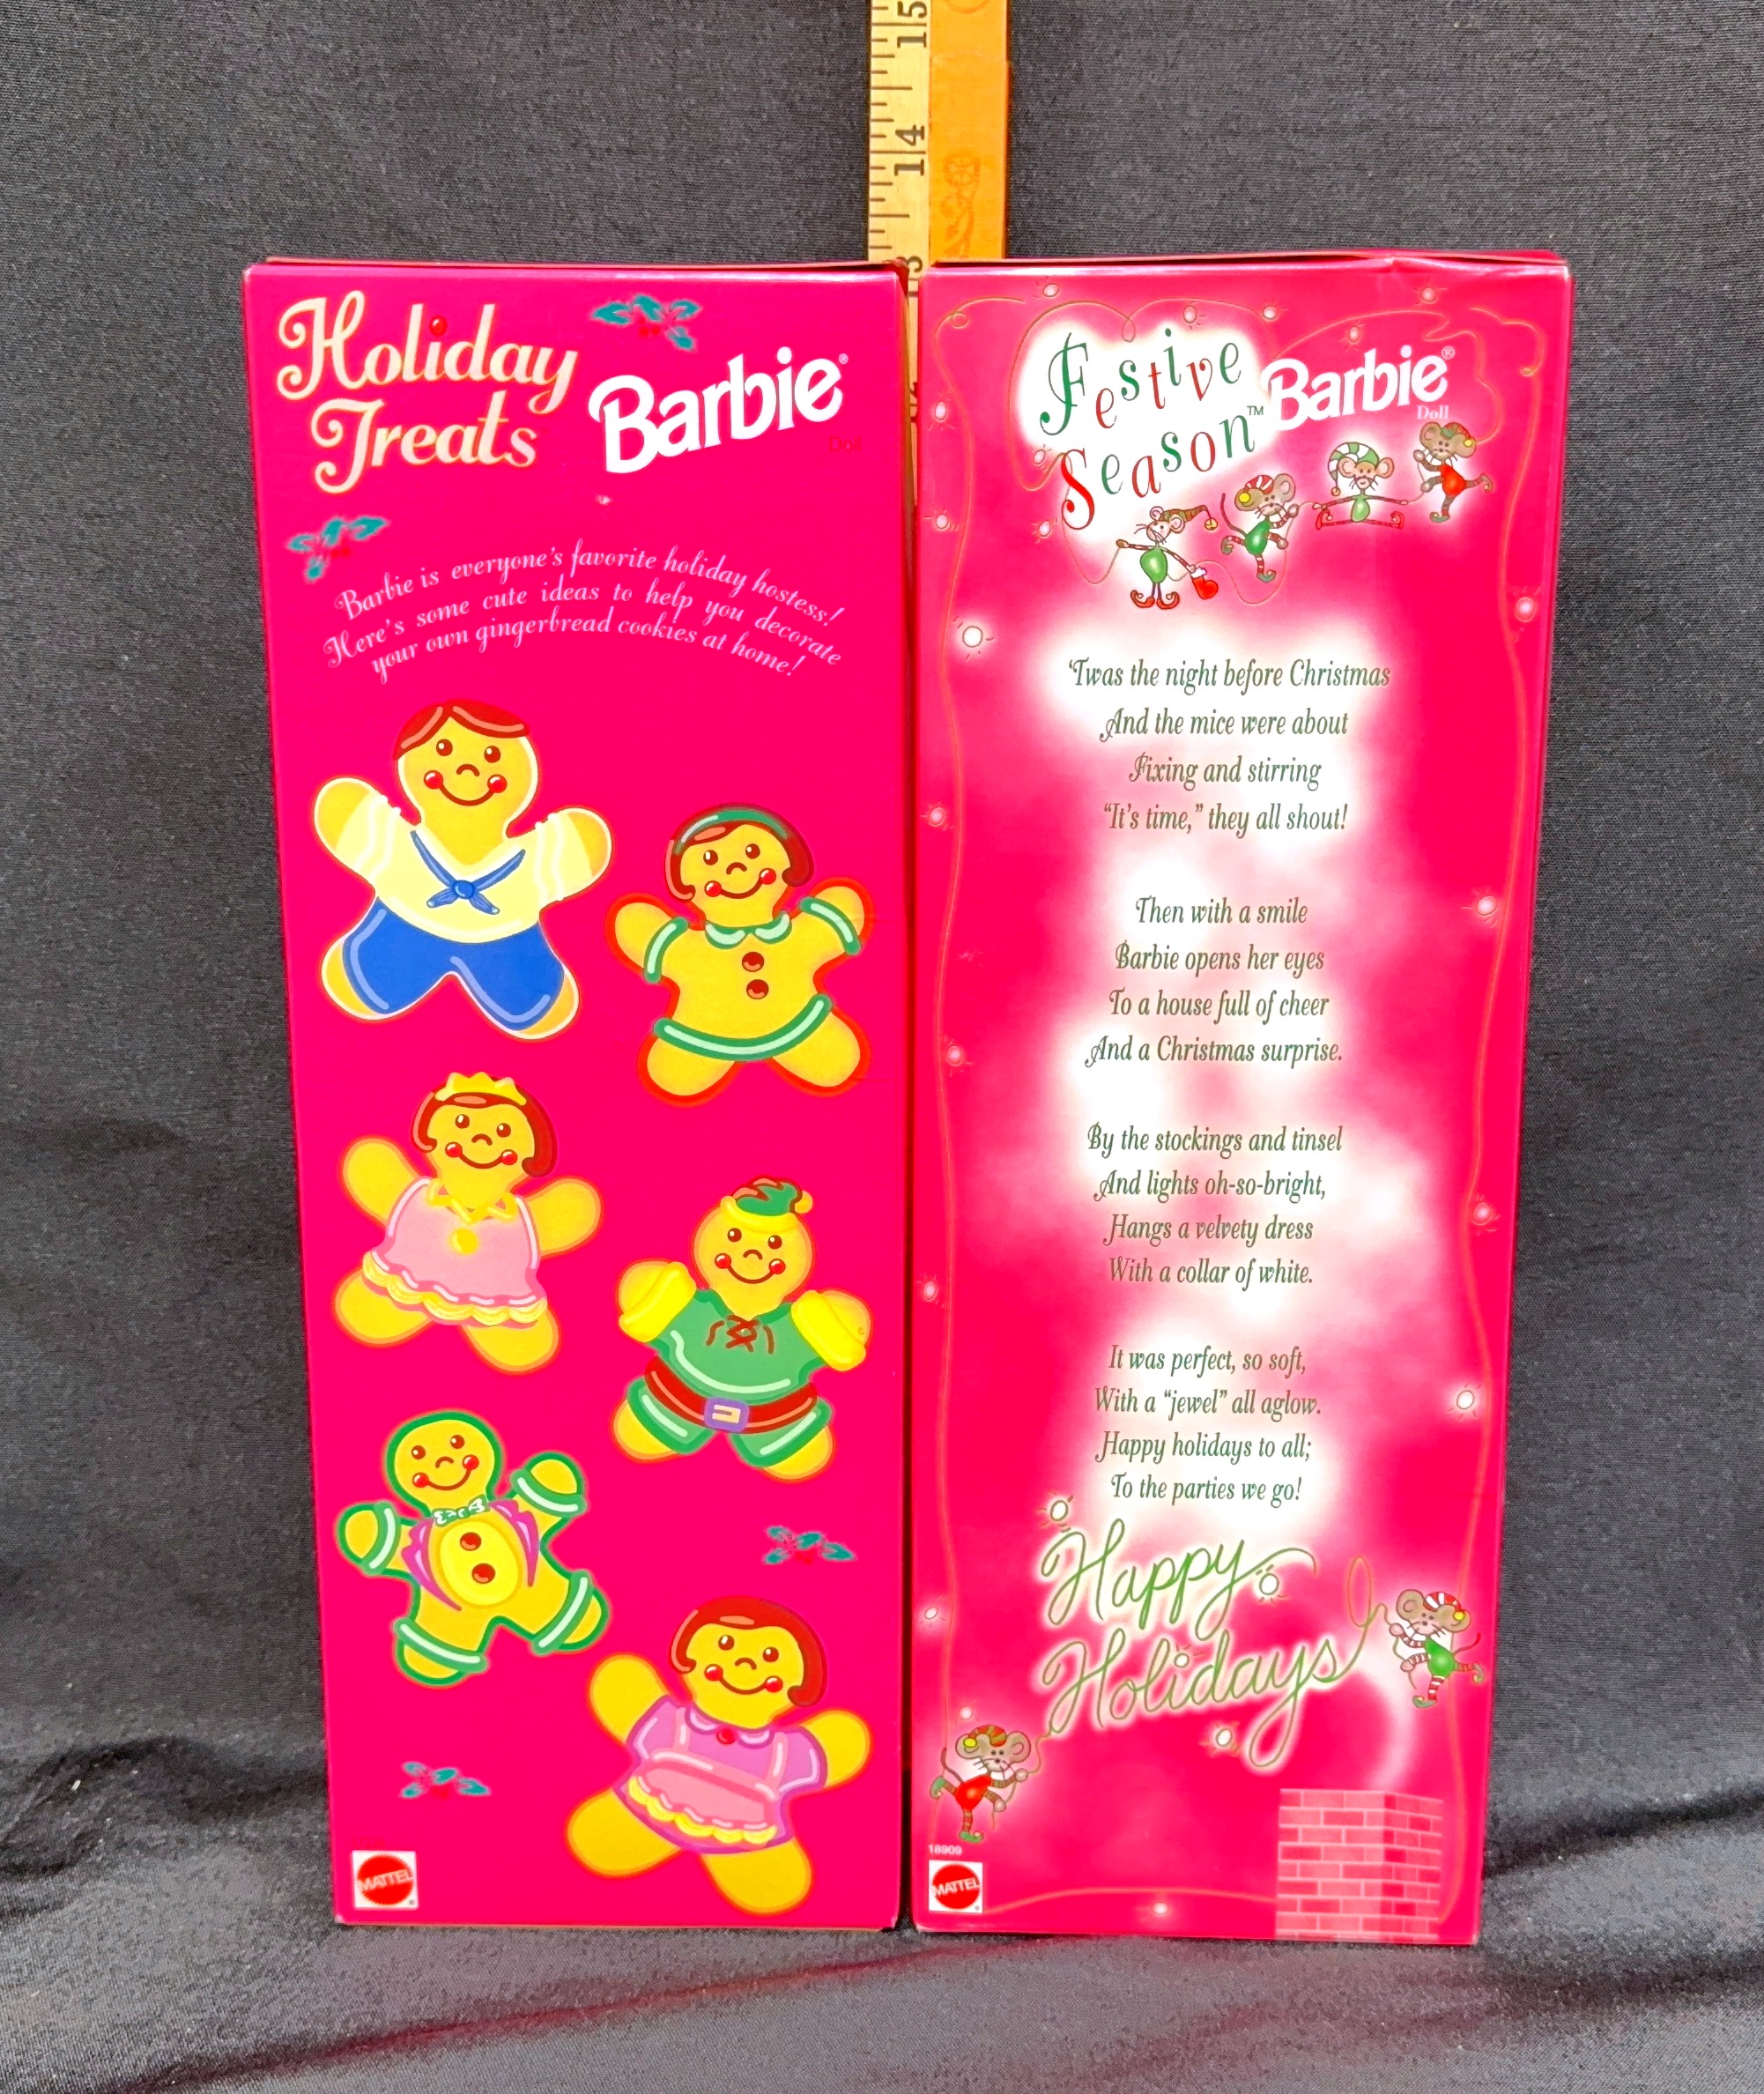 15
14
13
Holiday
Treats
Barbie®
Doll
Barbie is everyone's favorite holiday hostess!
Here's some cute ideas to help you decorate
your own gingerbread cookies at home!
MATTEL
Festive
Season™
Barbie®
Doll
'Twas the night before Christmas
And the mice were about
Fixing and stirring
"It's time," they all shout!
Then with a smile
Barbie opens her eyes
To a house full of cheer
And a Christmas surprise.
By the stockings and tinsel
And lights oh-so-bright,
Hangs a velvety dress
With a collar of white.
It was perfect, so soft,
With a "jewel" all aglow.
Happy holidays to all;
To the parties we go!
Happy
Holidays
18909
MATTEL